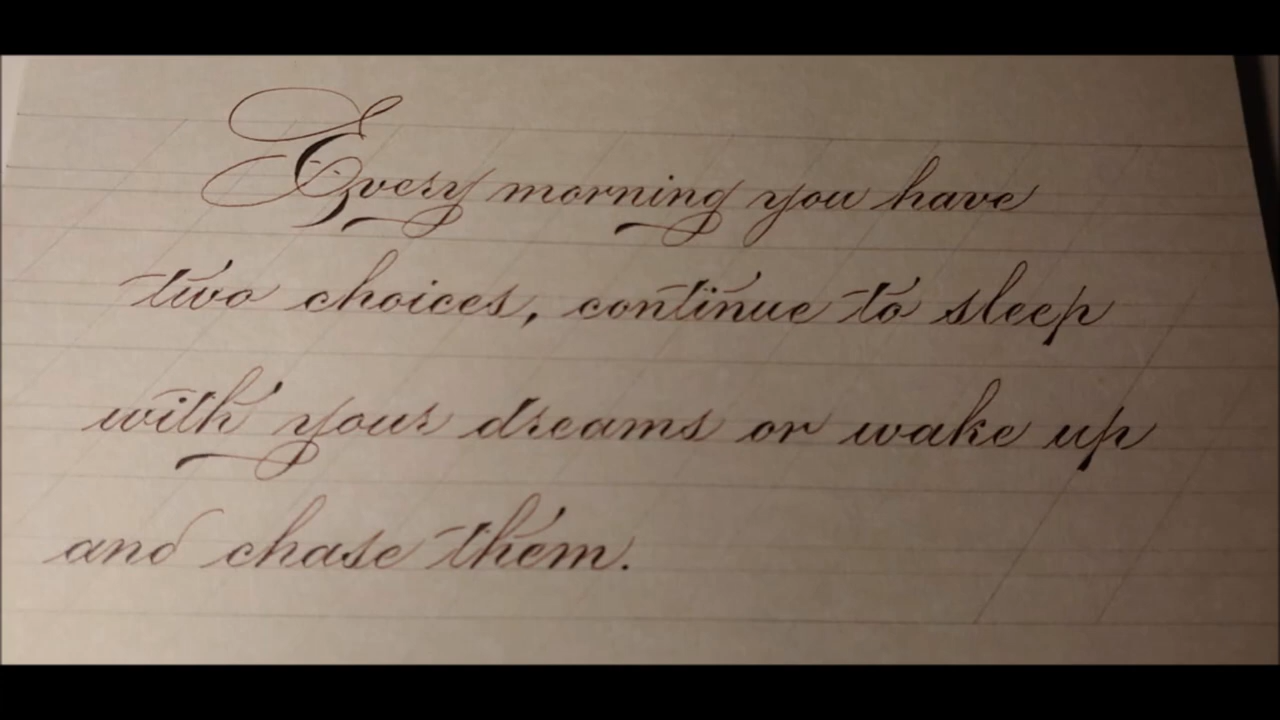 Every morning you have
two choices, continue to sleep
with your dreams or wake up
and chase them.